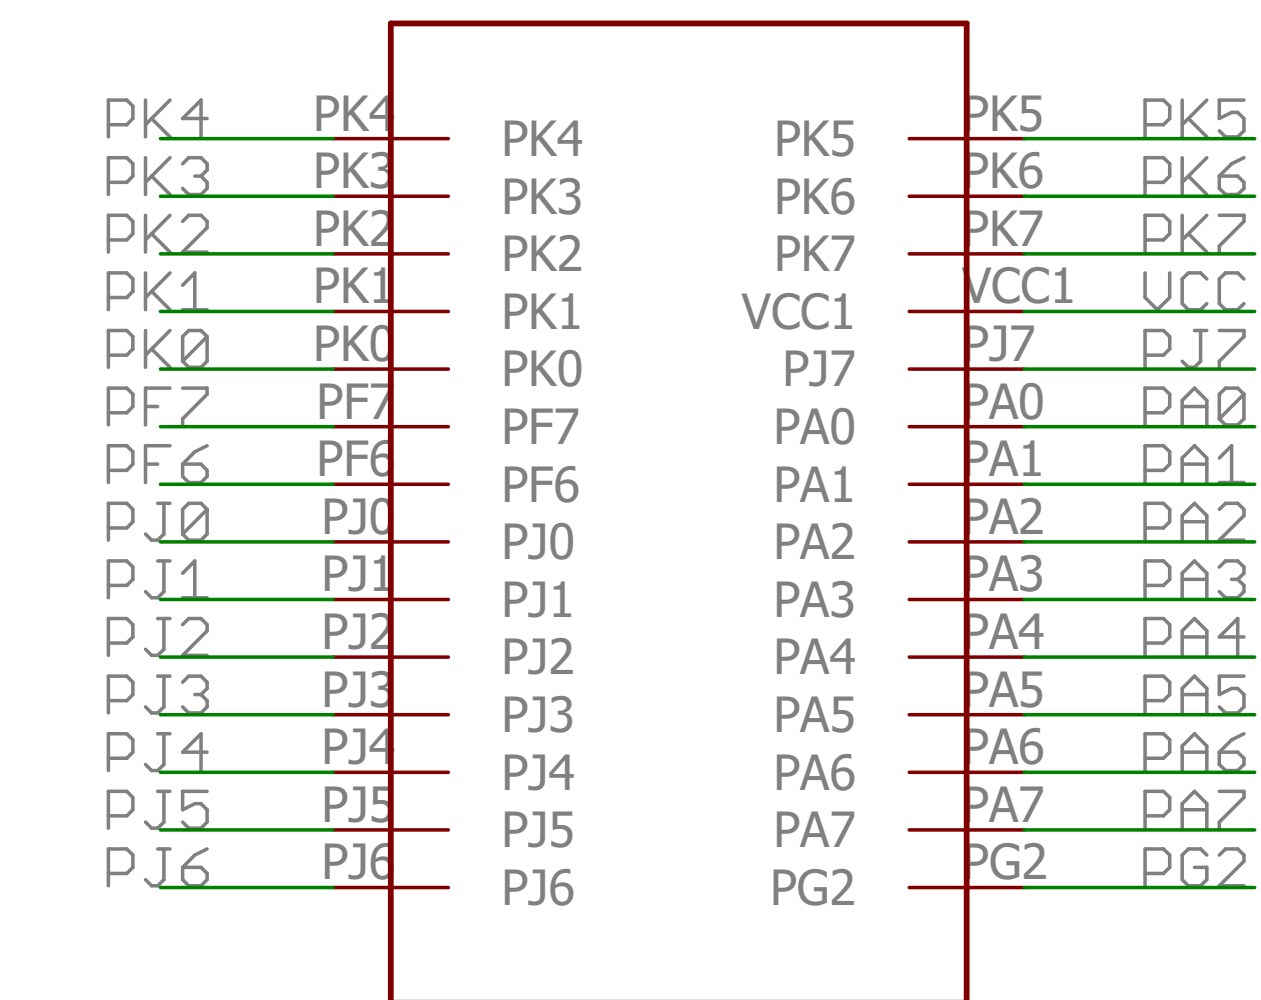 PK4 PK4 PK4 PK5 PK5 PK5
PK3 PK3 PK3 PK6 PK6 PK6
PK2 PK2 PK2 PK7 PK7 PK7
PK1 PK1 PK1 VCC1 VCC1 VCC
PK0 PK0 PK0 PJ7 PJ7 PJ7
PF7 PF7 PF7 PA0 PA0 PA0
PF6 PF6 PF6 PA1 PA1 PA1
PJ0 PJ0 PJ0 PA2 PA2 PA2
PJ1 PJ1 PJ1 PA3 PA3 PA3
PJ2 PJ2 PJ2 PA4 PA4 PA4
PJ3 PJ3 PJ3 PA5 PA5 PA5
PJ4 PJ4 PJ4 PA6 PA6 PA6
PJ5 PJ5 PJ5 PA7 PA7 PA7
PJ6 PJ6 PJ6 PG2 PG2 PG2